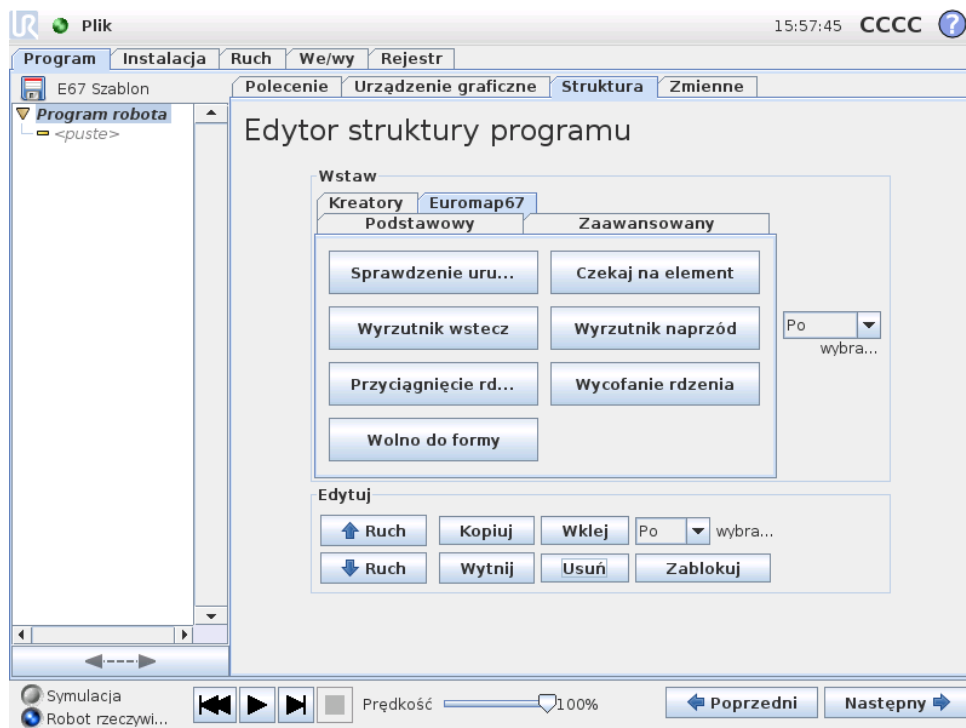 UR Plik 15:57:45 CCCC ?
Program Instalacja Ruch We/wy Rejestr
E67 Szablon
Polecenie Urządzenie graficzne Struktura Zmienne
Program robota
<puste>
Edytor struktury programu
Wstaw
Kreatory Euromap67
Podstawowy Zaawansowany
Sprawdzenie uru... Czekaj na element
Wyrzutnik wstecz Wyrzutnik naprzód
Po
wybra...
Przyciągnięcie rd... Wycofanie rdzenia
Wolno do formy
Edytuj
Ruch Kopiuj Wklej Po wybra...
Ruch Wytnij Usuń Zablokuj
Symulacja
Robot rzeczywi...
Prędkość 100%
Poprzedni Następny